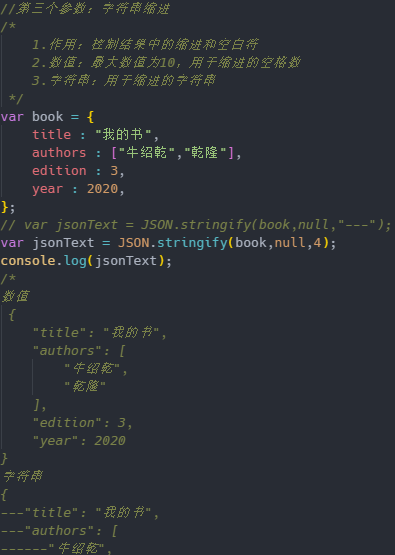 //第三个参数：字符串缩进
/*
    1.作用：控制结果中的缩进和空白符
    2.数值：最大数值为10，用于缩进的空格数
    3.字符串：用于缩进的字符串
 */
var book = {
    title : "我的书",
    authors : ["牛绍乾","乾隆"],
    edition : 3,
    year : 2020,
};
// var jsonText = JSON.stringify(book,null,"---");
var jsonText = JSON.stringify(book,null,4);
console.log(jsonText);
/*
数值
 {
    "title": "我的书",
    "authors": [
        "牛绍乾",
        "乾隆"
    ],
    "edition": 3,
    "year": 2020
}
字符串
{
---"title": "我的书",
---"authors": [
------"牛绍乾",